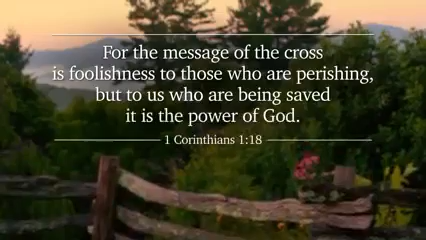 For the message of the cross
is foolishness to those who are perishing,
but to us who are being saved
it is the power of God.
1 Corinthians 1:18